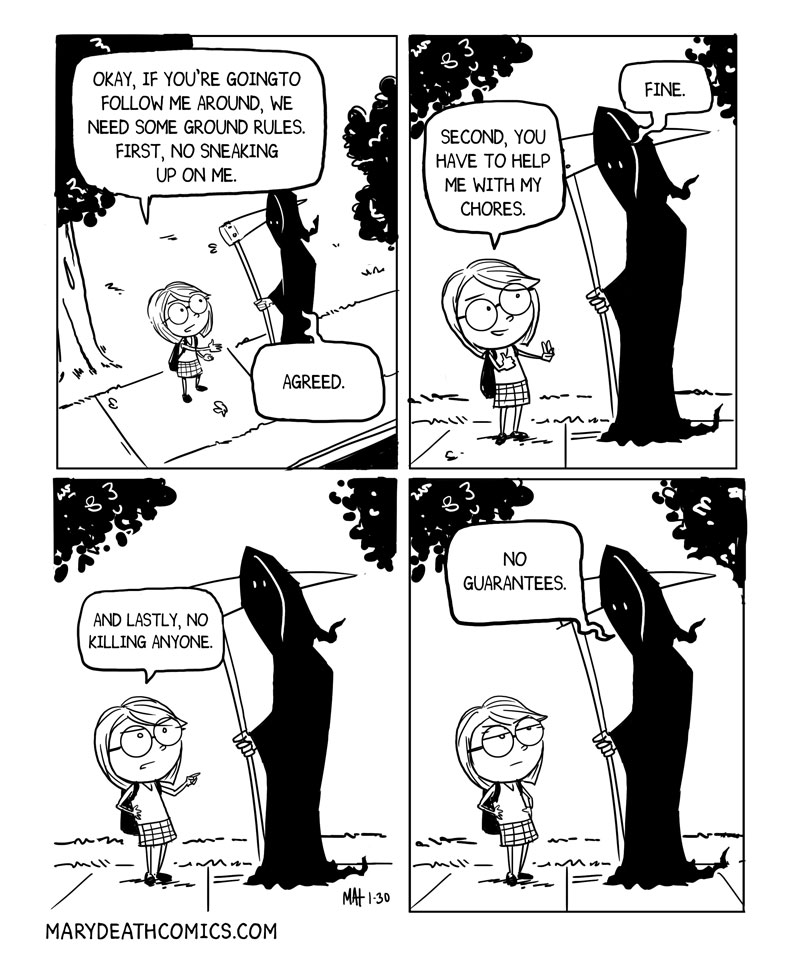 OKAY, IF YOU'RE GOINGTO
FOLLOW ME AROUND, WE
NEED SOME GROUND RULES.
FIRST, NO SNEAKING
UP ON ME.
AGREED.
FINE.
SECOND, YOU
HAVE TO HELP
ME WITH MY
CHORES.
AND LASTLY, NO
KILLING ANYONE.
MAH 1-30
NO
GUARANTEES.
MARYDEATHCOMICS.COM